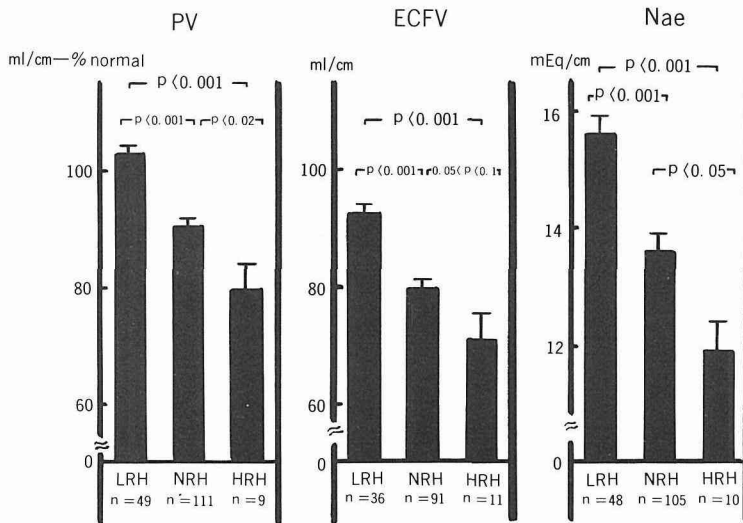 PV
ml/cm—% normal
p <0.001
p <0.001
p <0.02
100
80
60
0
LRH NRH HRH
n=49 n=111 n=9
ECFV
ml/cm
p <0.001
p <0.001
0.05< p <0.1
100
80
60
0
LRH NRH HRH
n=36 n=91 n=11
Nae
mEq/cm
p <0.001
p <0.001
p <0.05
16
14
12
0
LRH NRH HRH
n=48 n=105 n=10